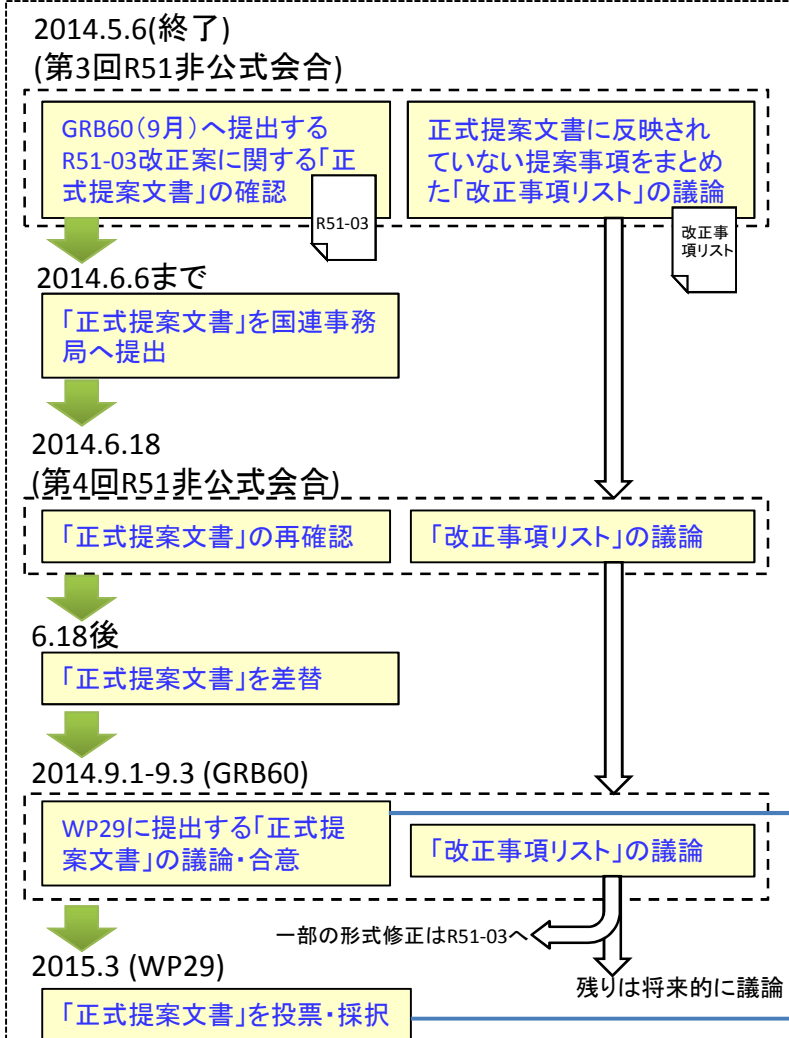 2014.5.6(終了)
(第3回R51非公式会合)
GRB60（9月）へ提出する
R51-03改正案に関する「正
式提案文書」の確認
R51-03
正式提案文書に反映され
ていない提案事項をまとめ
た「改正事項リスト」の議論
改正事
項リスト
2014.6.6まで
「正式提案文書」を国連事務
局へ提出
2014.6.18
(第4回R51非公式会合)
「正式提案文書」の再確認
「改正事項リスト」の議論
6.18後
「正式提案文書」を差替
2014.9.1-9.3 (GRB60)
WP29に提出する「正式提
案文書」の議論・合意
「改正事項リスト」の議論
一部の形式修正はR51-03へ
2015.3 (WP29)
残りは将来的に議論
「正式提案文書」を投票・採択